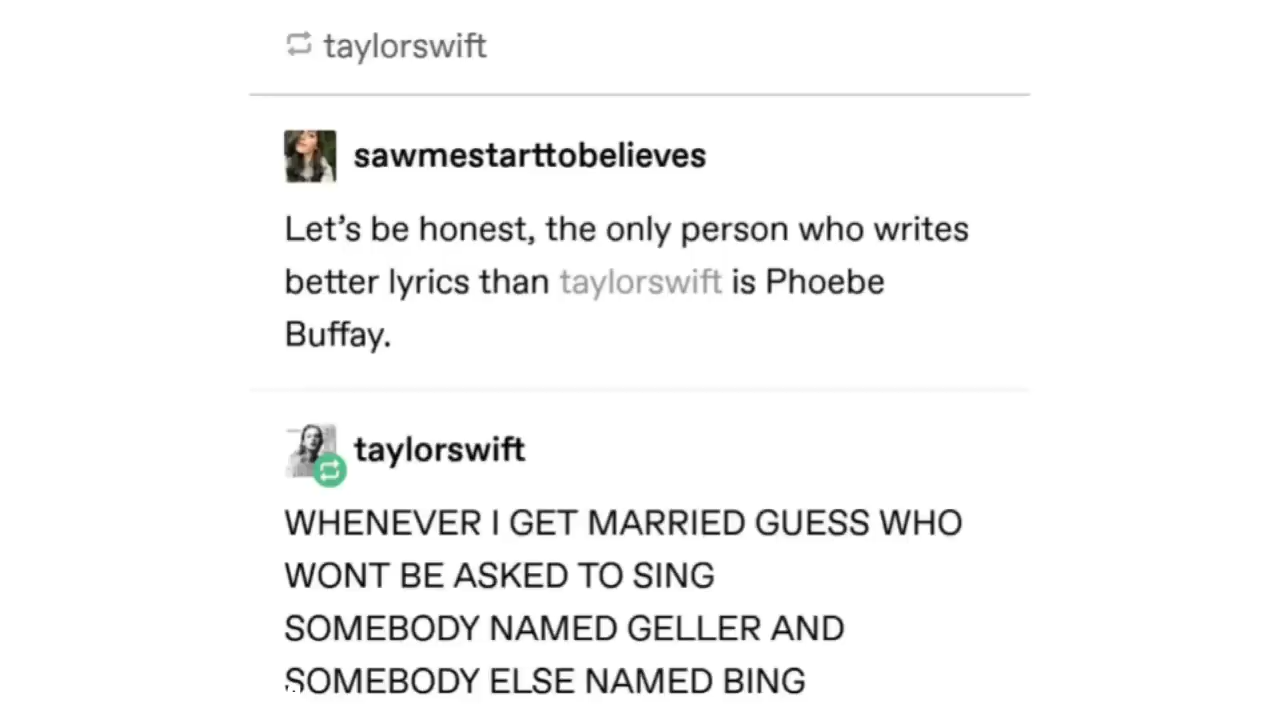 taylorswift
sawmestarttobelieves
Let’s be honest, the only person who writes
better lyrics than taylorswift is Phoebe
Buffay.
taylorswift
WHENEVER I GET MARRIED GUESS WHO
WONT BE ASKED TO SING
SOMEBODY NAMED GELLER AND
SOMEBODY ELSE NAMED BING